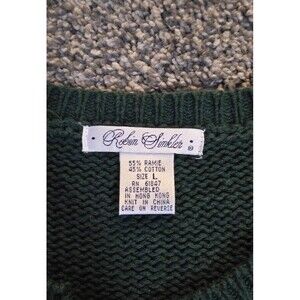 Robin Sinkler ®
55% RAMIE
45% COTTON
SIZE L
RN 61847
ASSEMBLED
IN HONG KONG
KNIT IN CHINA
CARE ON REVERSE